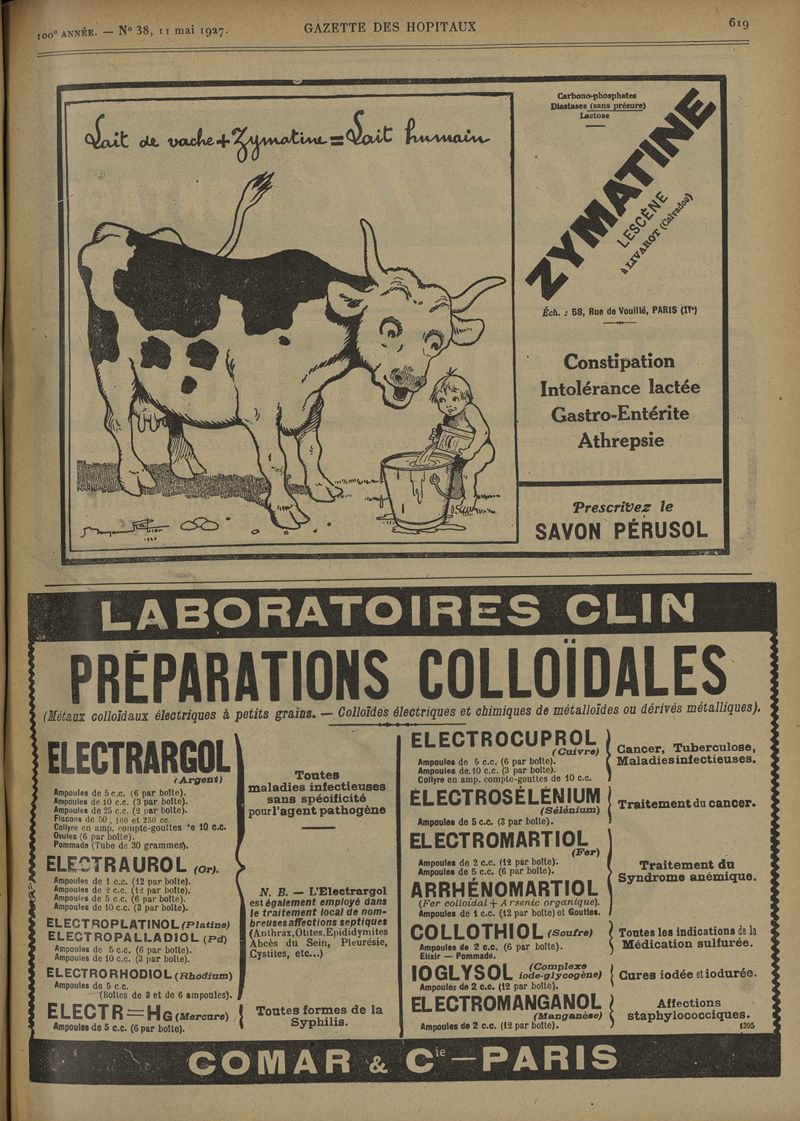 100e ANNÉE. — No 38, 11 mai 1927.
GAZETTE DES HOPITAUX
619
Lait de vache + Zymatine = Lait humain
Carbono-phosphates
Diastases (sans présure)
Lactose
ZYMATINE
LESCÈNE
à LIVAROT (Calvados)
Éch. : 58, Rue de Vouillé, PARIS
Constipation
Intolérance lactée
Gastro-Entérite
Athrepsie
Prescrivez le
SAVON PÉRUSOL
LABORATOIRES CLIN
PRÉPARATIONS COLLOÏDALES
(Métaux colloïdaux électriques à petits grains. — Colloïdes électriques et chimiques de métalloïdes ou dérivés métalliques).
ELECTRARGOL
(Argent)
Ampoules de 5 c.c. (6 par boîte).
Ampoules de 10 c.c. (3 par boîte).
Ampoules de 25 c.c. (2 par boîte).
Flacons de 50, 100 et 250 cc.
Collyre en amp. compte-gouttes de 10 c.c.
Ovules (6 par boîte).
Pommade (Tube de 30 grammes).
ELECTRAUROL (Or).
Ampoules de 1 c.c. (12 par boîte).
Ampoules de 2 c.c. (12 par boîte).
Ampoules de 5 c.c. (6 par boîte).
Ampoules de 10 c.c. (3 par boîte).
ELECTROPLATINOL (Platine)
ELECTROPALLADIOL (Pd)
Ampoules de 5 c.c. (6 par boîte).
Ampoules de 10 c.c. (3 par boîte).
ELECTRORHODIOL (Rhodium)
Ampoules de 5 c.c.
(Boîtes de 3 et de 6 ampoules).
Toutes
maladies infectieuses
sans spécificité
pour l'agent pathogène
N. B. — L'Electrargol
est également employé dans
le traitement local de nom-
breuses affections septiques
(Anthrax, Otites, Epididymites
Abcès du Sein, Pleurésie,
Cystites, etc...)
ELECTR=Hg (Mercure)
Ampoules de 5 c.c. (6 par boîte).
Toutes formes de la
Syphilis.
ELECTROCUPROL
(Cuivre)
Ampoules de 5 c.c. (6 par boîte).
Ampoules de 10 c.c. (3 par boîte).
Collyre en amp. compte-gouttes de 10 c.c.
Cancer, Tuberculose,
Maladies infectieuses.
ELECTROSÉLÉNIUM
(Sélénium)
Ampoules de 5 c.c. (3 par boîte).
Traitement du cancer.
ELECTROMARTIOL
(Fer)
Ampoules de 2 c.c. (12 par boîte).
Ampoules de 5 c.c. (6 par boîte).
ARRHÉNOMARTIOL
(Fer colloïdal + Arsenic organique).
Ampoules de 1 c.c. (12 par boîte) et Gouttes.
Traitement du
Syndrome anémique.
COLLOTHIOL (Soufre)
Ampoules de 2 c.c. (6 par boîte).
Elixir — Pommade.
Toutes les indications de la
Médication sulfurée.
IOGLYSOL (Complexe
iode-glycogène)
Ampoules de 2 c.c. (12 par boîte).
Cures iodée et iodurée.
ELECTROMANGANOL
(Manganèse)
Ampoules de 2 c.c. (12 par boîte).
Affections
staphylococciques.
1395
COMAR & Cie — PARIS